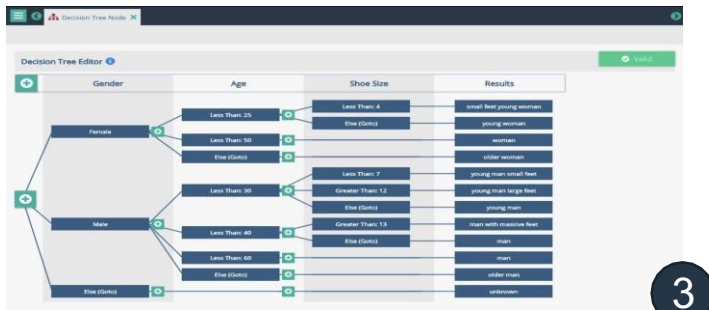 Decision Tree Node
Decision Tree Editor
Valid
Gender Age Shoe Size Results
Less Than: 4 small feet young woman
Less Than: 25
Else (Goto) young woman
Female
Less Than: 50 woman
Else (Goto) older woman
Less Than: 7 young man small feet
Less Than: 30 Greater Than: 12 young man large feet
Else (Goto) young man
Male Greater Than: 13 man with massive feet
Less Than: 40
Else (Goto) man
Less Than: 60 man
Else (Goto) older man
Else (Goto) unknown
3